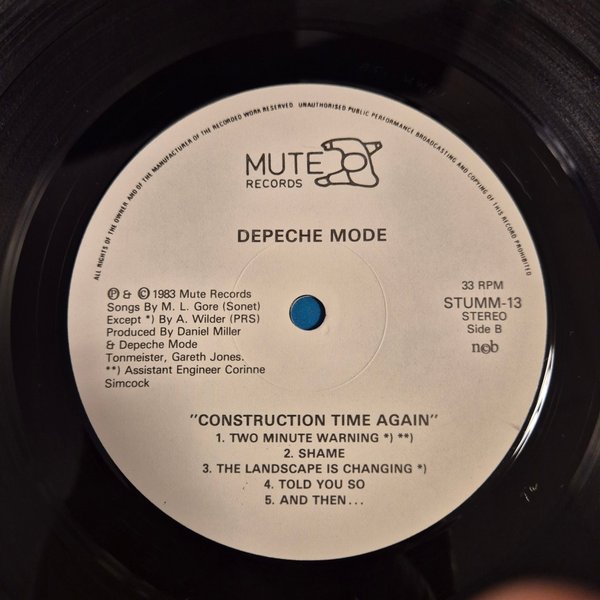 ALL RIGHTS OF THE OWNER AND OF THE MANUFACTURER OF THE RECORDED WORK RESERVED UNAUTHORISED PUBLIC PERFORMANCE BROADCASTING AND COPYING OF THIS RECORD PROHIBITED
MUTE
RECORDS
DEPECHE MODE
℗ & © 1983 Mute Records
Songs By M. L. Gore (Sonet)
Except *) By A. Wilder (PRS)
Produced By Daniel Miller
& Depeche Mode
Tonmeister, Gareth Jones.
**) Assistant Engineer Corinne
Simcock
33 RPM
STUMM-13
STEREO
Side B
ncb
"CONSTRUCTION TIME AGAIN"
1. TWO MINUTE WARNING *) **)
2. SHAME
3. THE LANDSCAPE IS CHANGING *)
4. TOLD YOU SO
5. AND THEN...